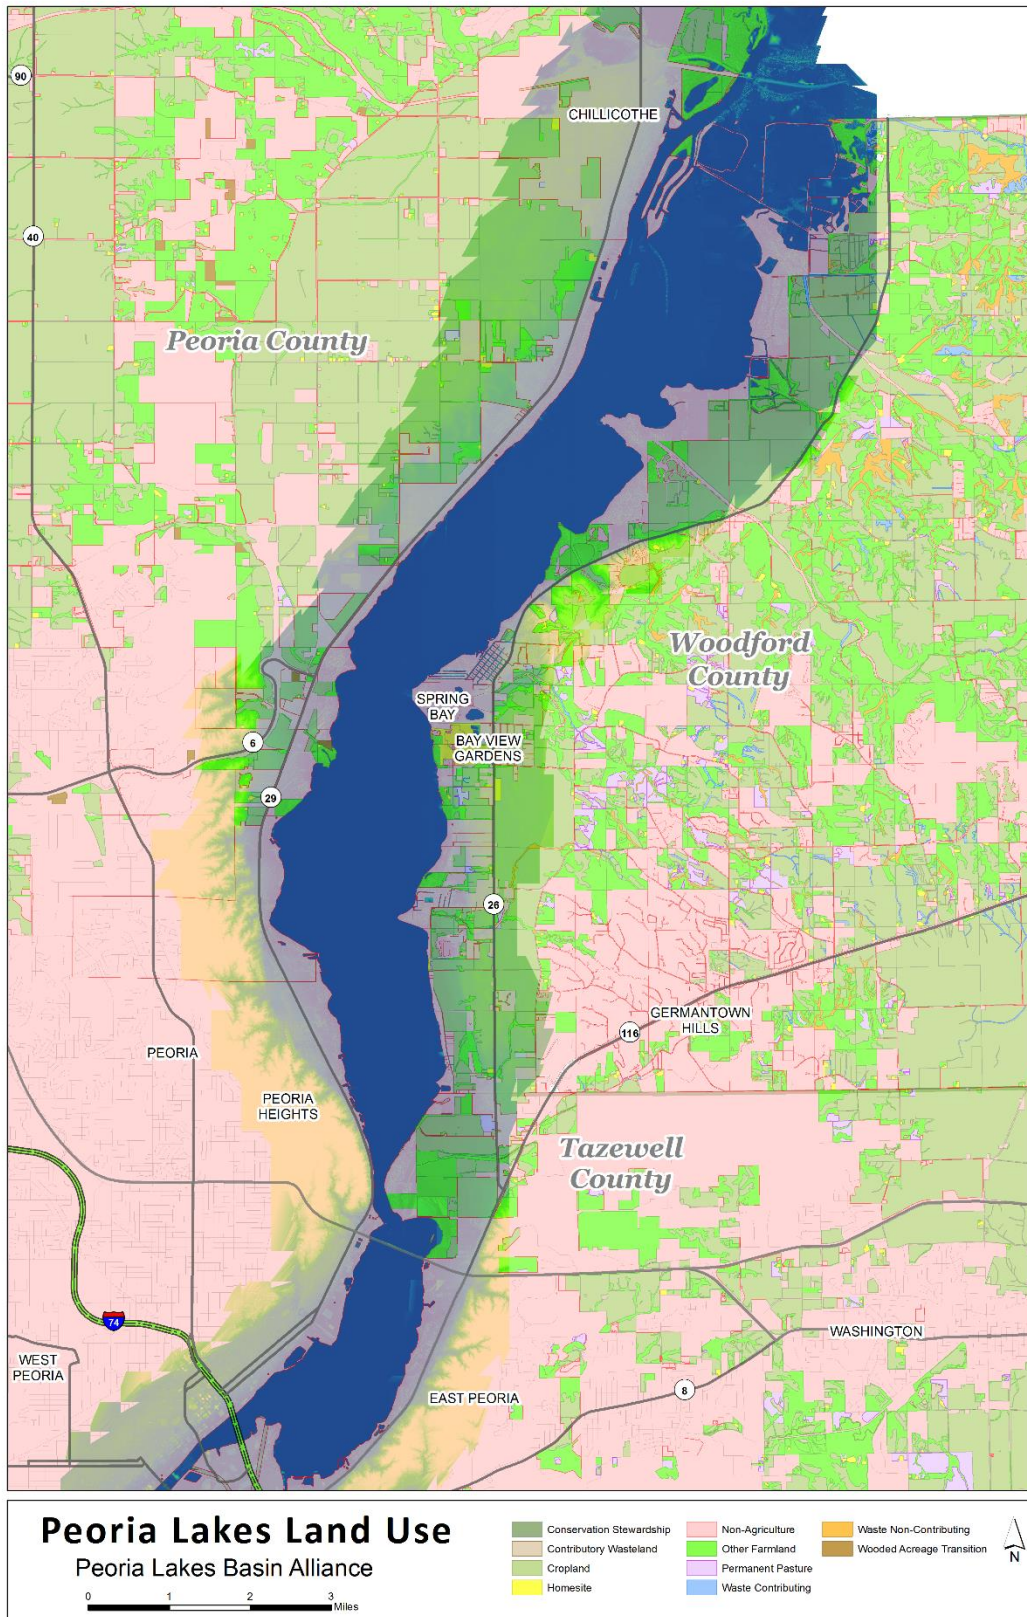 90
CHILLICOTHE
40
Peoria County
Woodford
County
SPRING
BAY
BAY VIEW
GARDENS
6
29
26
GERMANTOWN
HILLS
116
PEORIA
PEORIA
HEIGHTS
Tazewell
County
74
WASHINGTON
WEST
PEORIA
EAST PEORIA
8
Peoria Lakes Land Use
Peoria Lakes Basin Alliance
0 1 2 3
Miles
Conservation Stewardship
Contributory Wasteland
Cropland
Homesite
Non-Agriculture
Other Farmland
Permanent Pasture
Waste Contributing
Waste Non-Contributing
Wooded Acreage Transition
N